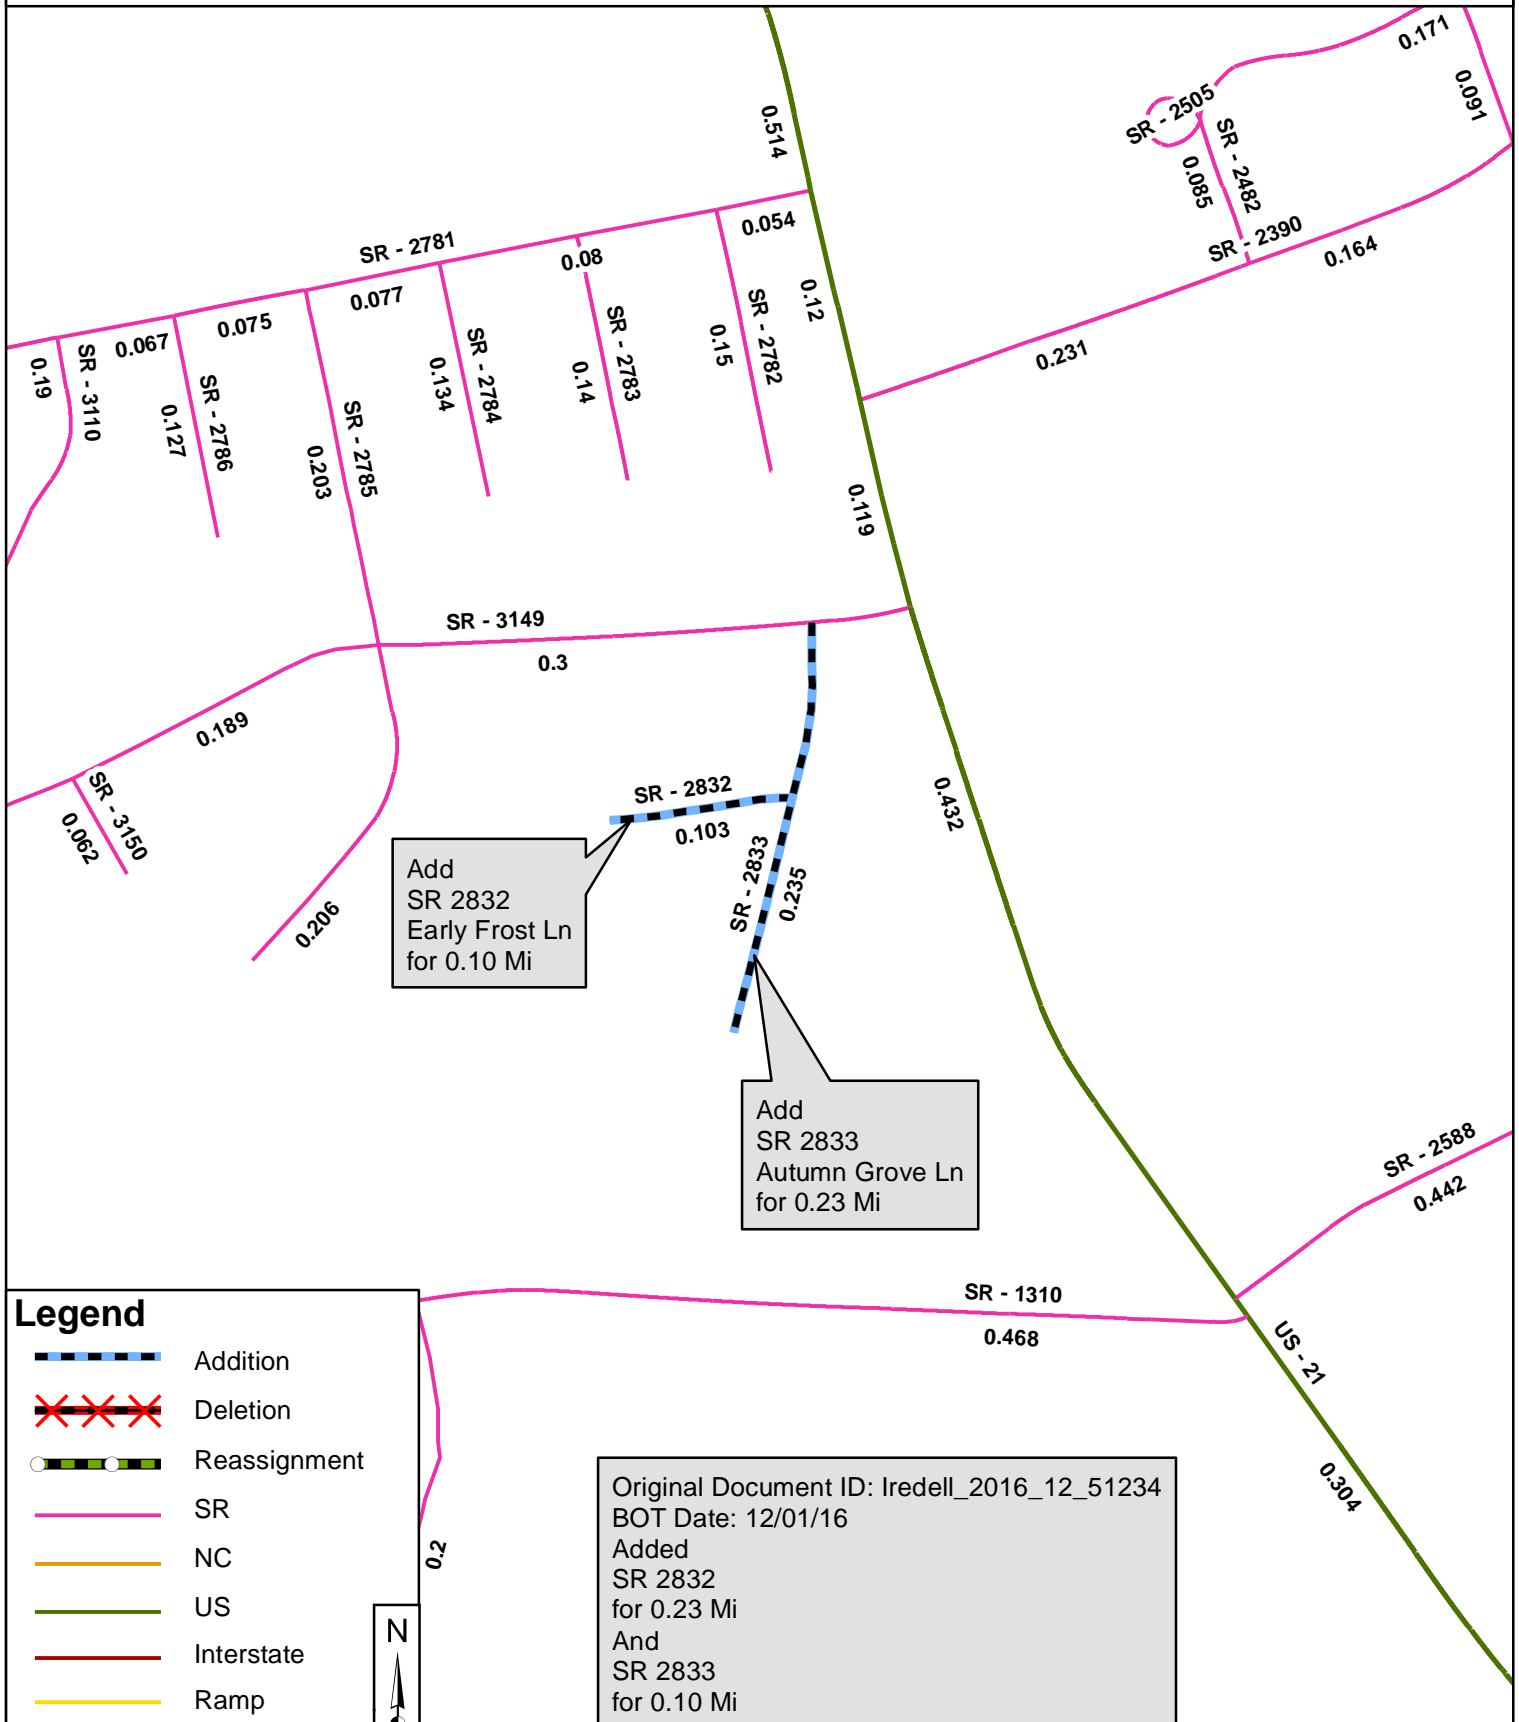 0.171
0.091
SR - 2505
0.514
SR - 2482
0.085
SR - 2390
0.164
0.054
SR - 2781
0.08
0.077
0.12
0.075
0.067
0.231
SR - 2782
0.15
SR - 2783
0.14
SR - 2784
0.134
SR - 3110
0.19
SR - 2786
0.127
SR - 2785
0.203
0.119
SR - 3149
0.3
0.189
SR - 3150
0.062
SR - 2832
0.103
0.432
SR - 2833
0.235
0.206
Add
SR 2832
Early Frost Ln
for 0.10 Mi
Add
SR 2833
Autumn Grove Ln
for 0.23 Mi
SR - 2588
0.442
SR - 1310
0.468
US - 21
0.304
0.2
Legend
Addition
Deletion
Reassignment
SR
NC
US
Interstate
Ramp
N
Original Document ID: Iredell_2016_12_51234
BOT Date: 12/01/16
Added
SR 2832
for 0.23 Mi
And
SR 2833
for 0.10 Mi